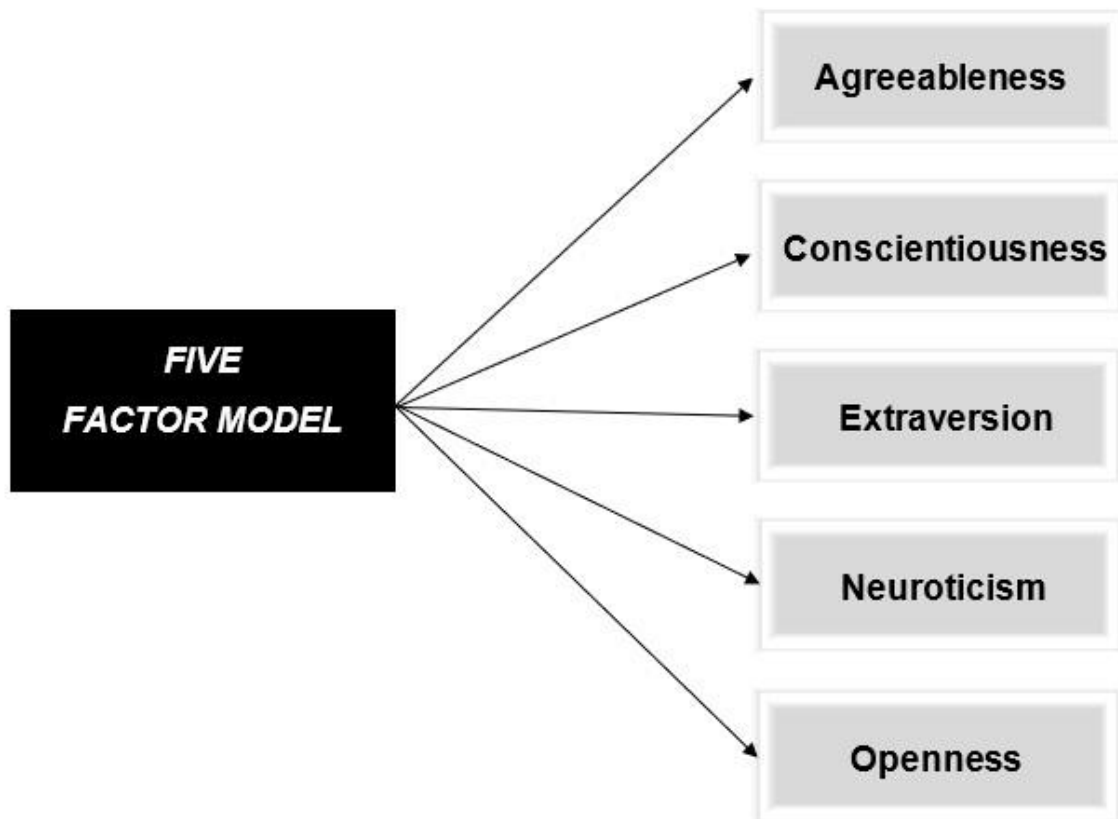 FIVE
FACTOR MODEL
Agreeableness
Conscientiousness
Extraversion
Neuroticism
Openness